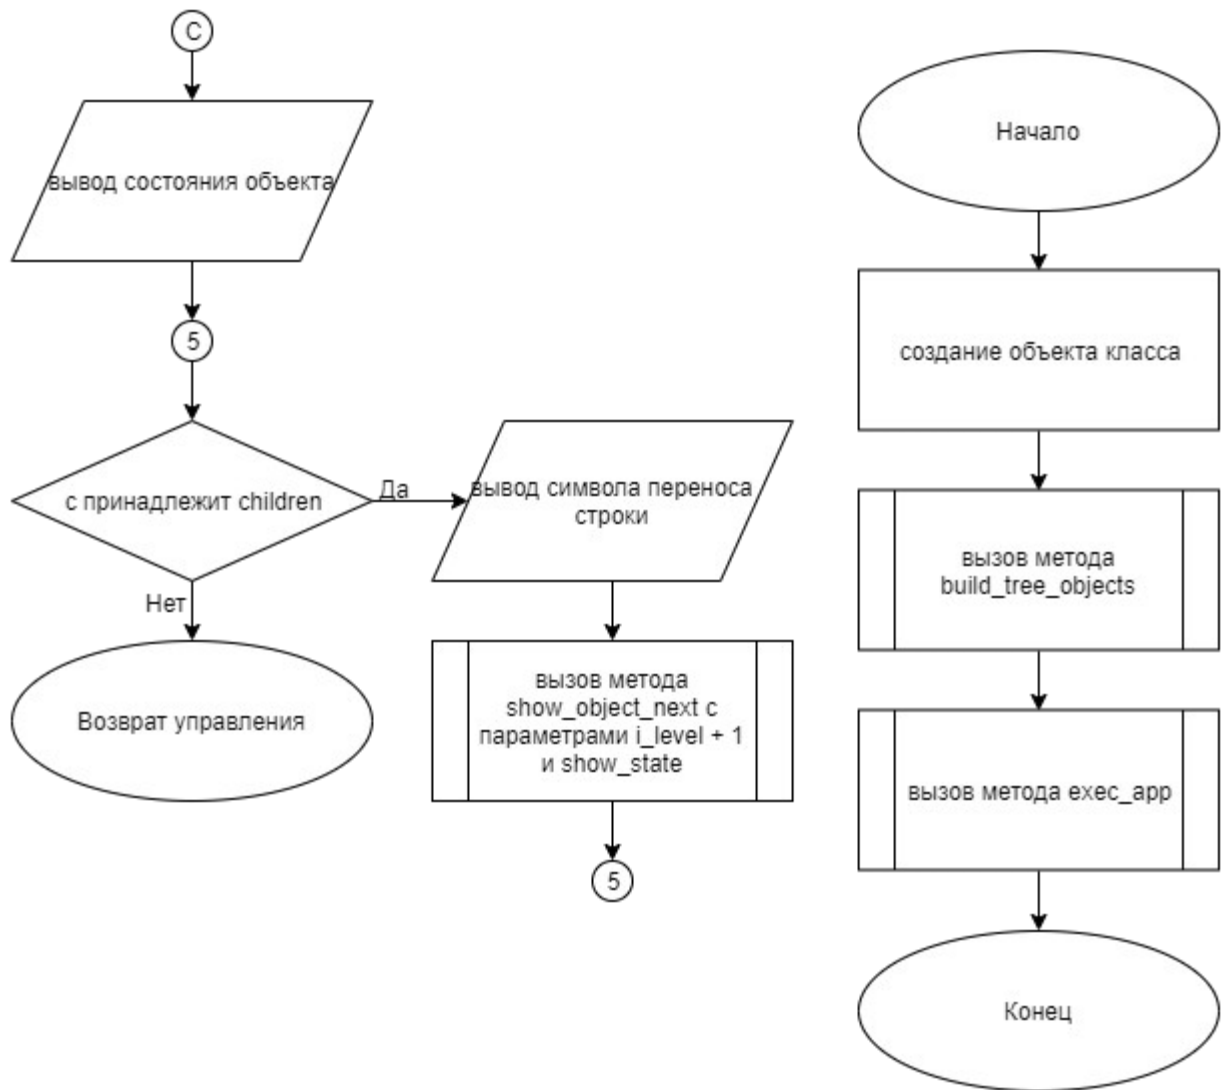 C
вывод состояния объекта
5
с принадлежит children
Да
Нет
Возврат управления
вывод символа переноса
строки
вызов метода
show_object_next с
параметрами i_level + 1
и show_state
5
Начало
создание объекта класса
вызов метода
build_tree_objects
вызов метода exec_app
Конец